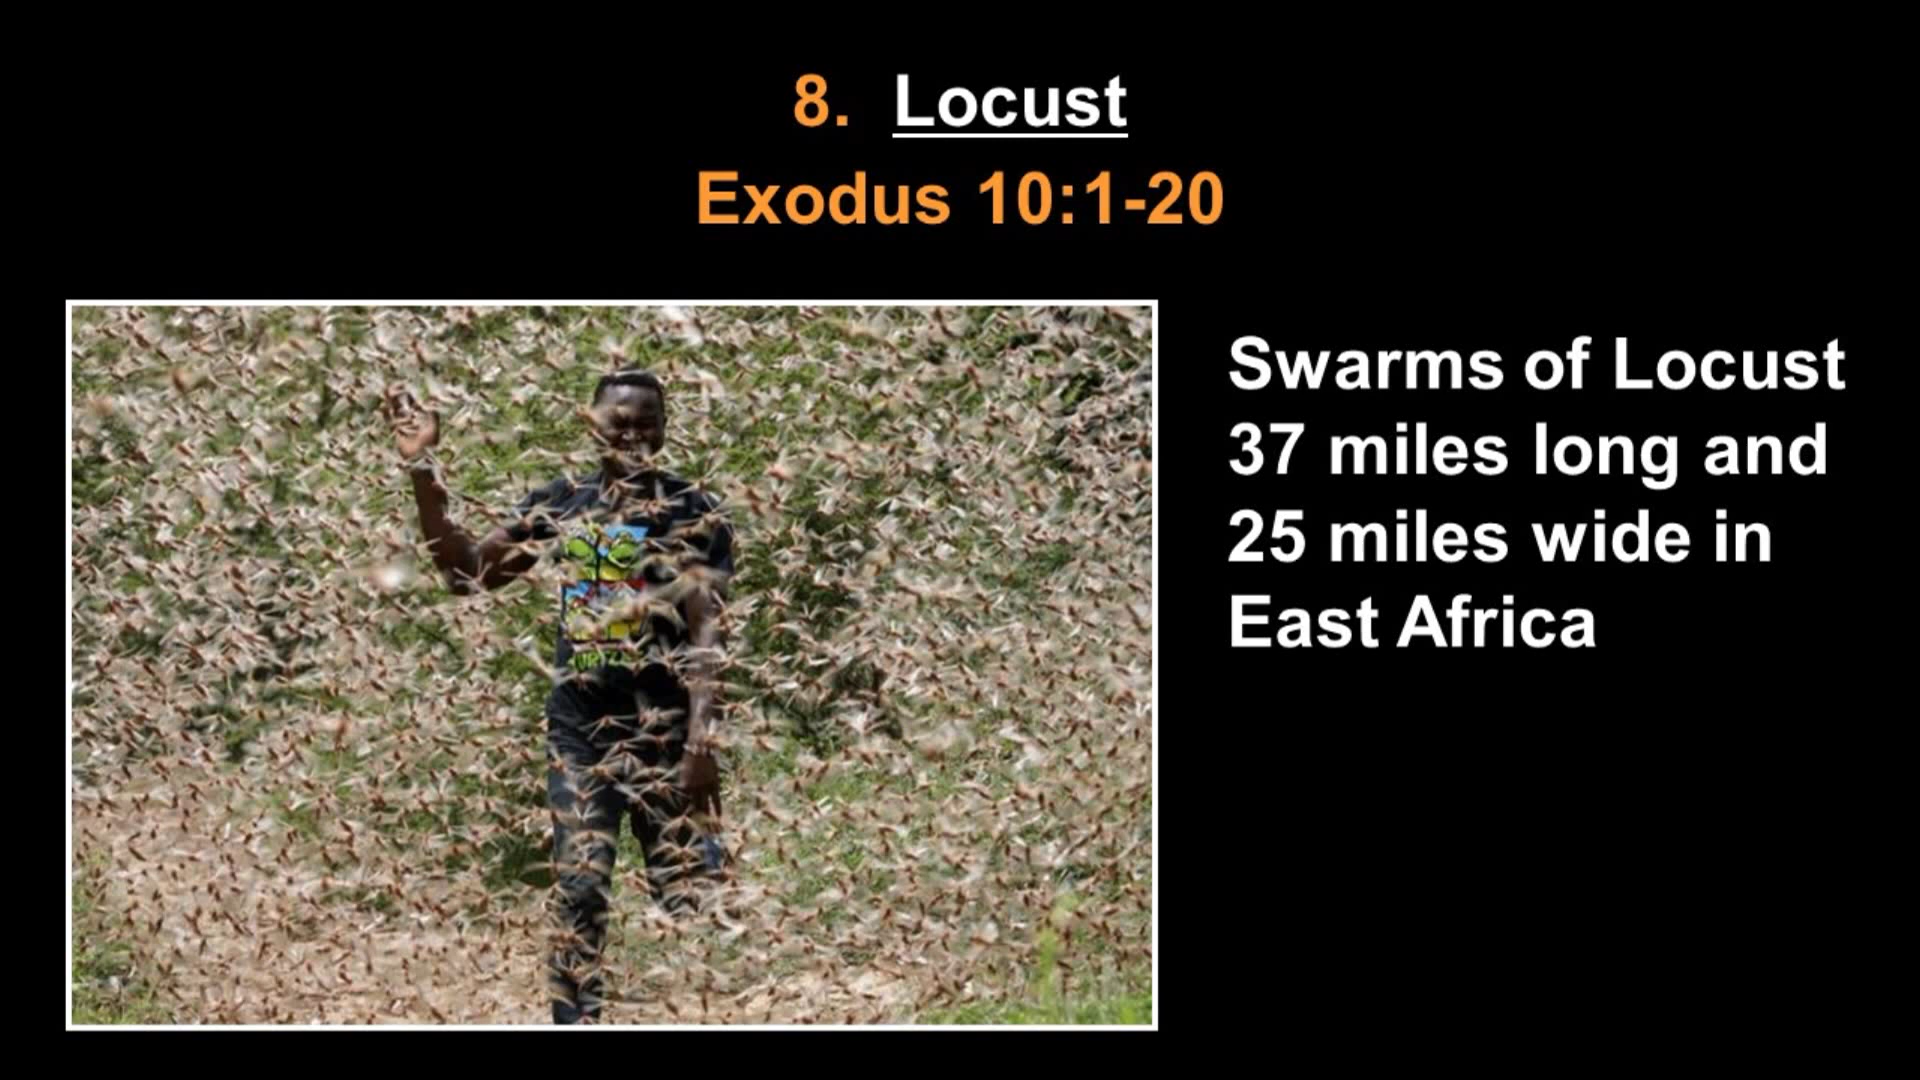 8. Locust
Exodus 10:1-20
Swarms of Locust
37 miles long and
25 miles wide in
East Africa